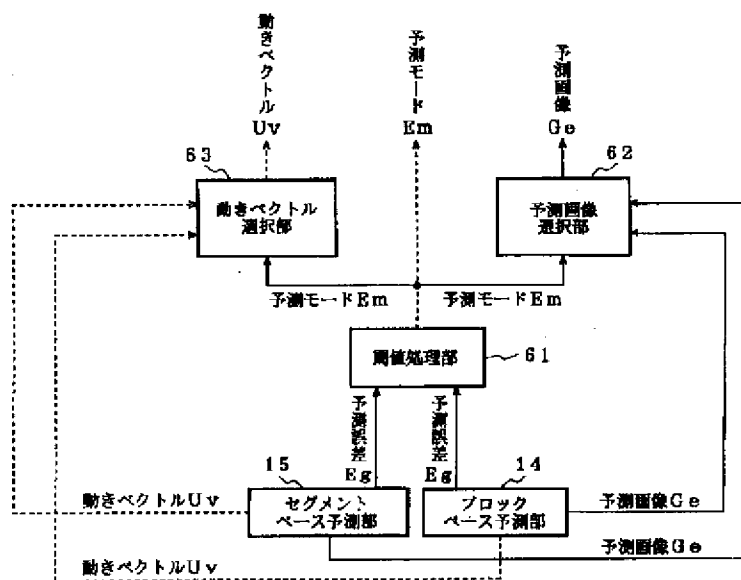 動きベクトル
Uv
予測モード
Em
予測画像
Ge
63
62
動きベクトル
選択部
予測画像
選択部
予測モードEm
予測モードEm
閾値処理部
61
予測誤差
Eg
予測誤差
Eg
15
14
動きベクトルUv
セグメント
ベース予測部
ブロック
ベース予測部
予測画像Ge
予測画像Ge
動きベクトルUv